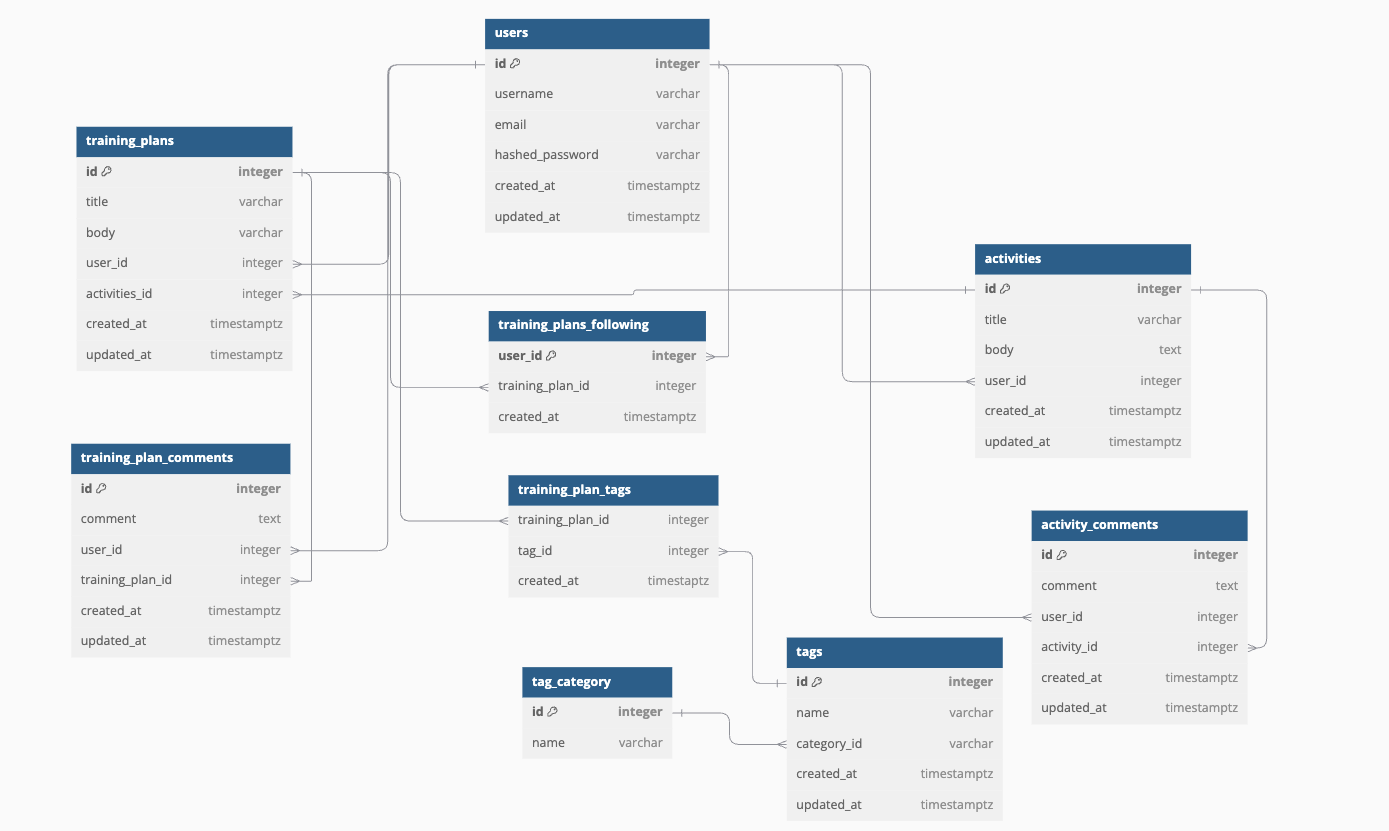 users
id integer
username varchar
email varchar
hashed_password varchar
created_at timestamptz
updated_at timestamptz
training_plans
id integer
title varchar
body varchar
user_id integer
activities_id integer
created_at timestamptz
updated_at timestamptz
activities
id integer
title varchar
body text
user_id integer
created_at timestamptz
updated_at timestamptz
training_plans_following
user_id integer
training_plan_id integer
created_at timestamptz
training_plan_comments
id integer
comment text
user_id integer
training_plan_id integer
created_at timestamptz
updated_at timestamptz
training_plan_tags
training_plan_id integer
tag_id integer
created_at timestaptz
activity_comments
id integer
comment text
user_id integer
activity_id integer
created_at timestamptz
updated_at timestamptz
tag_category
id integer
name varchar
tags
id integer
name varchar
category_id varchar
created_at timestamptz
updated_at timestamptz